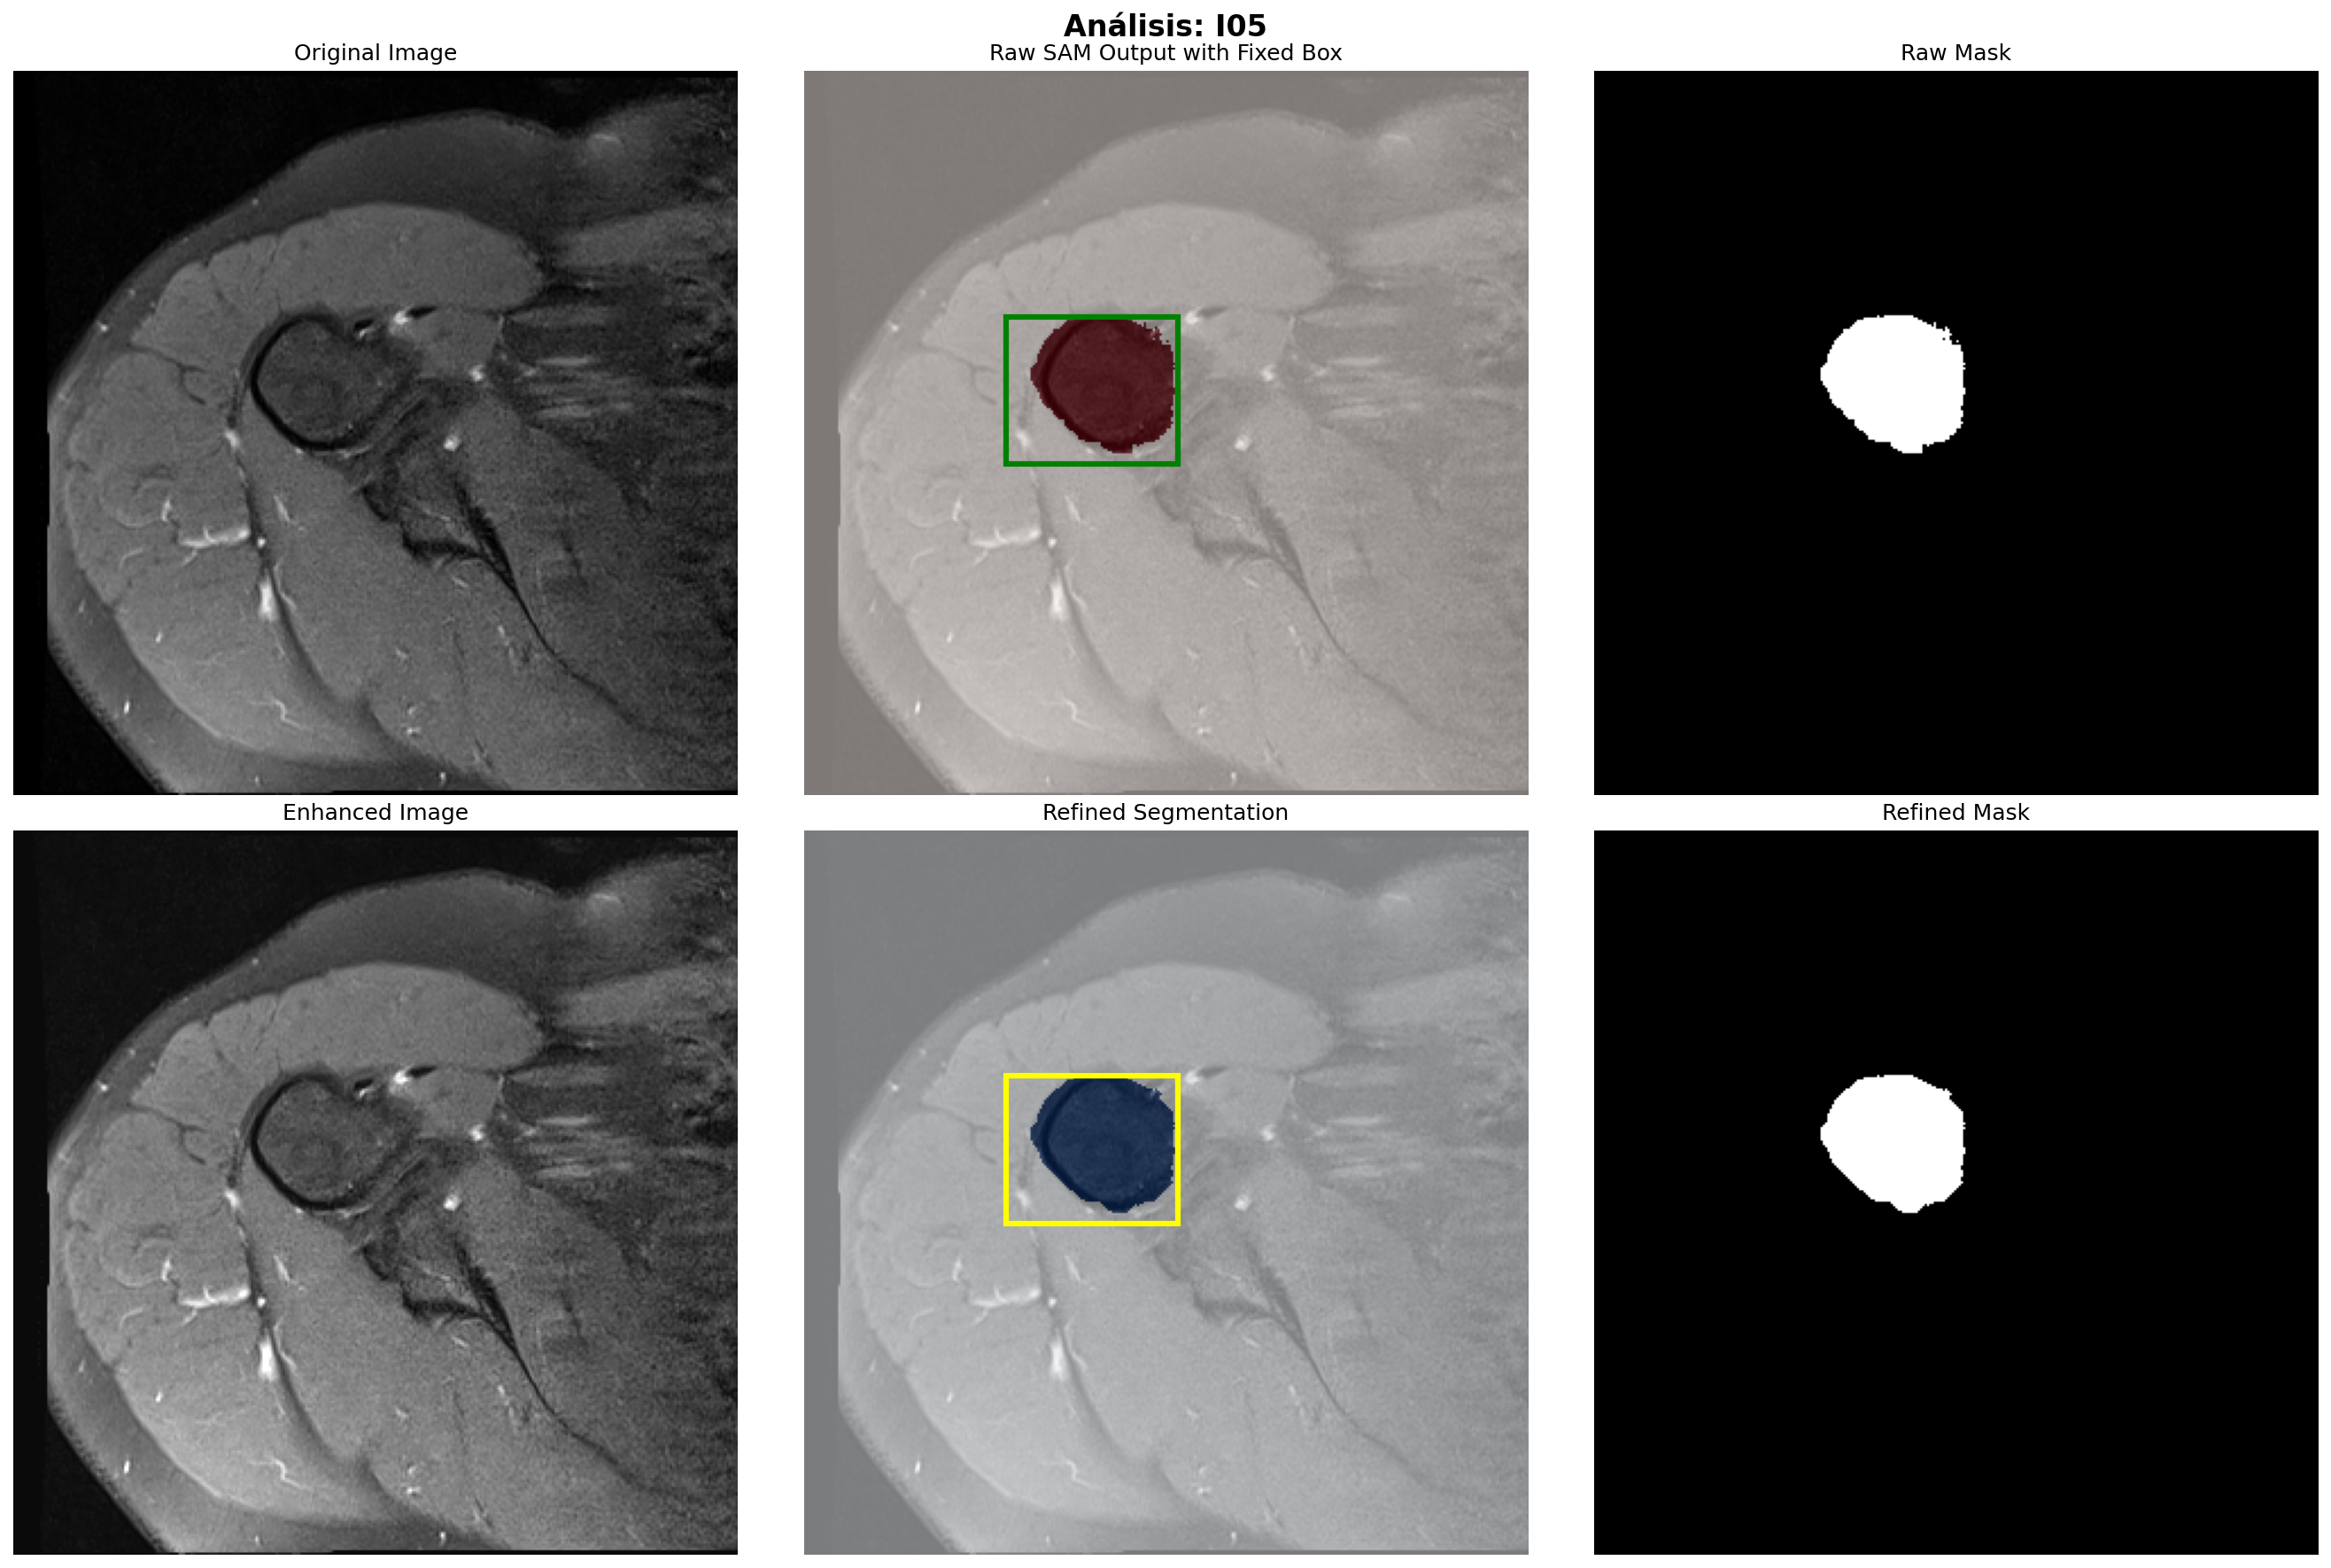 Análisis: I05
Original Image
Raw SAM Output with Fixed Box
Raw Mask
Enhanced Image
Refined Segmentation
Refined Mask